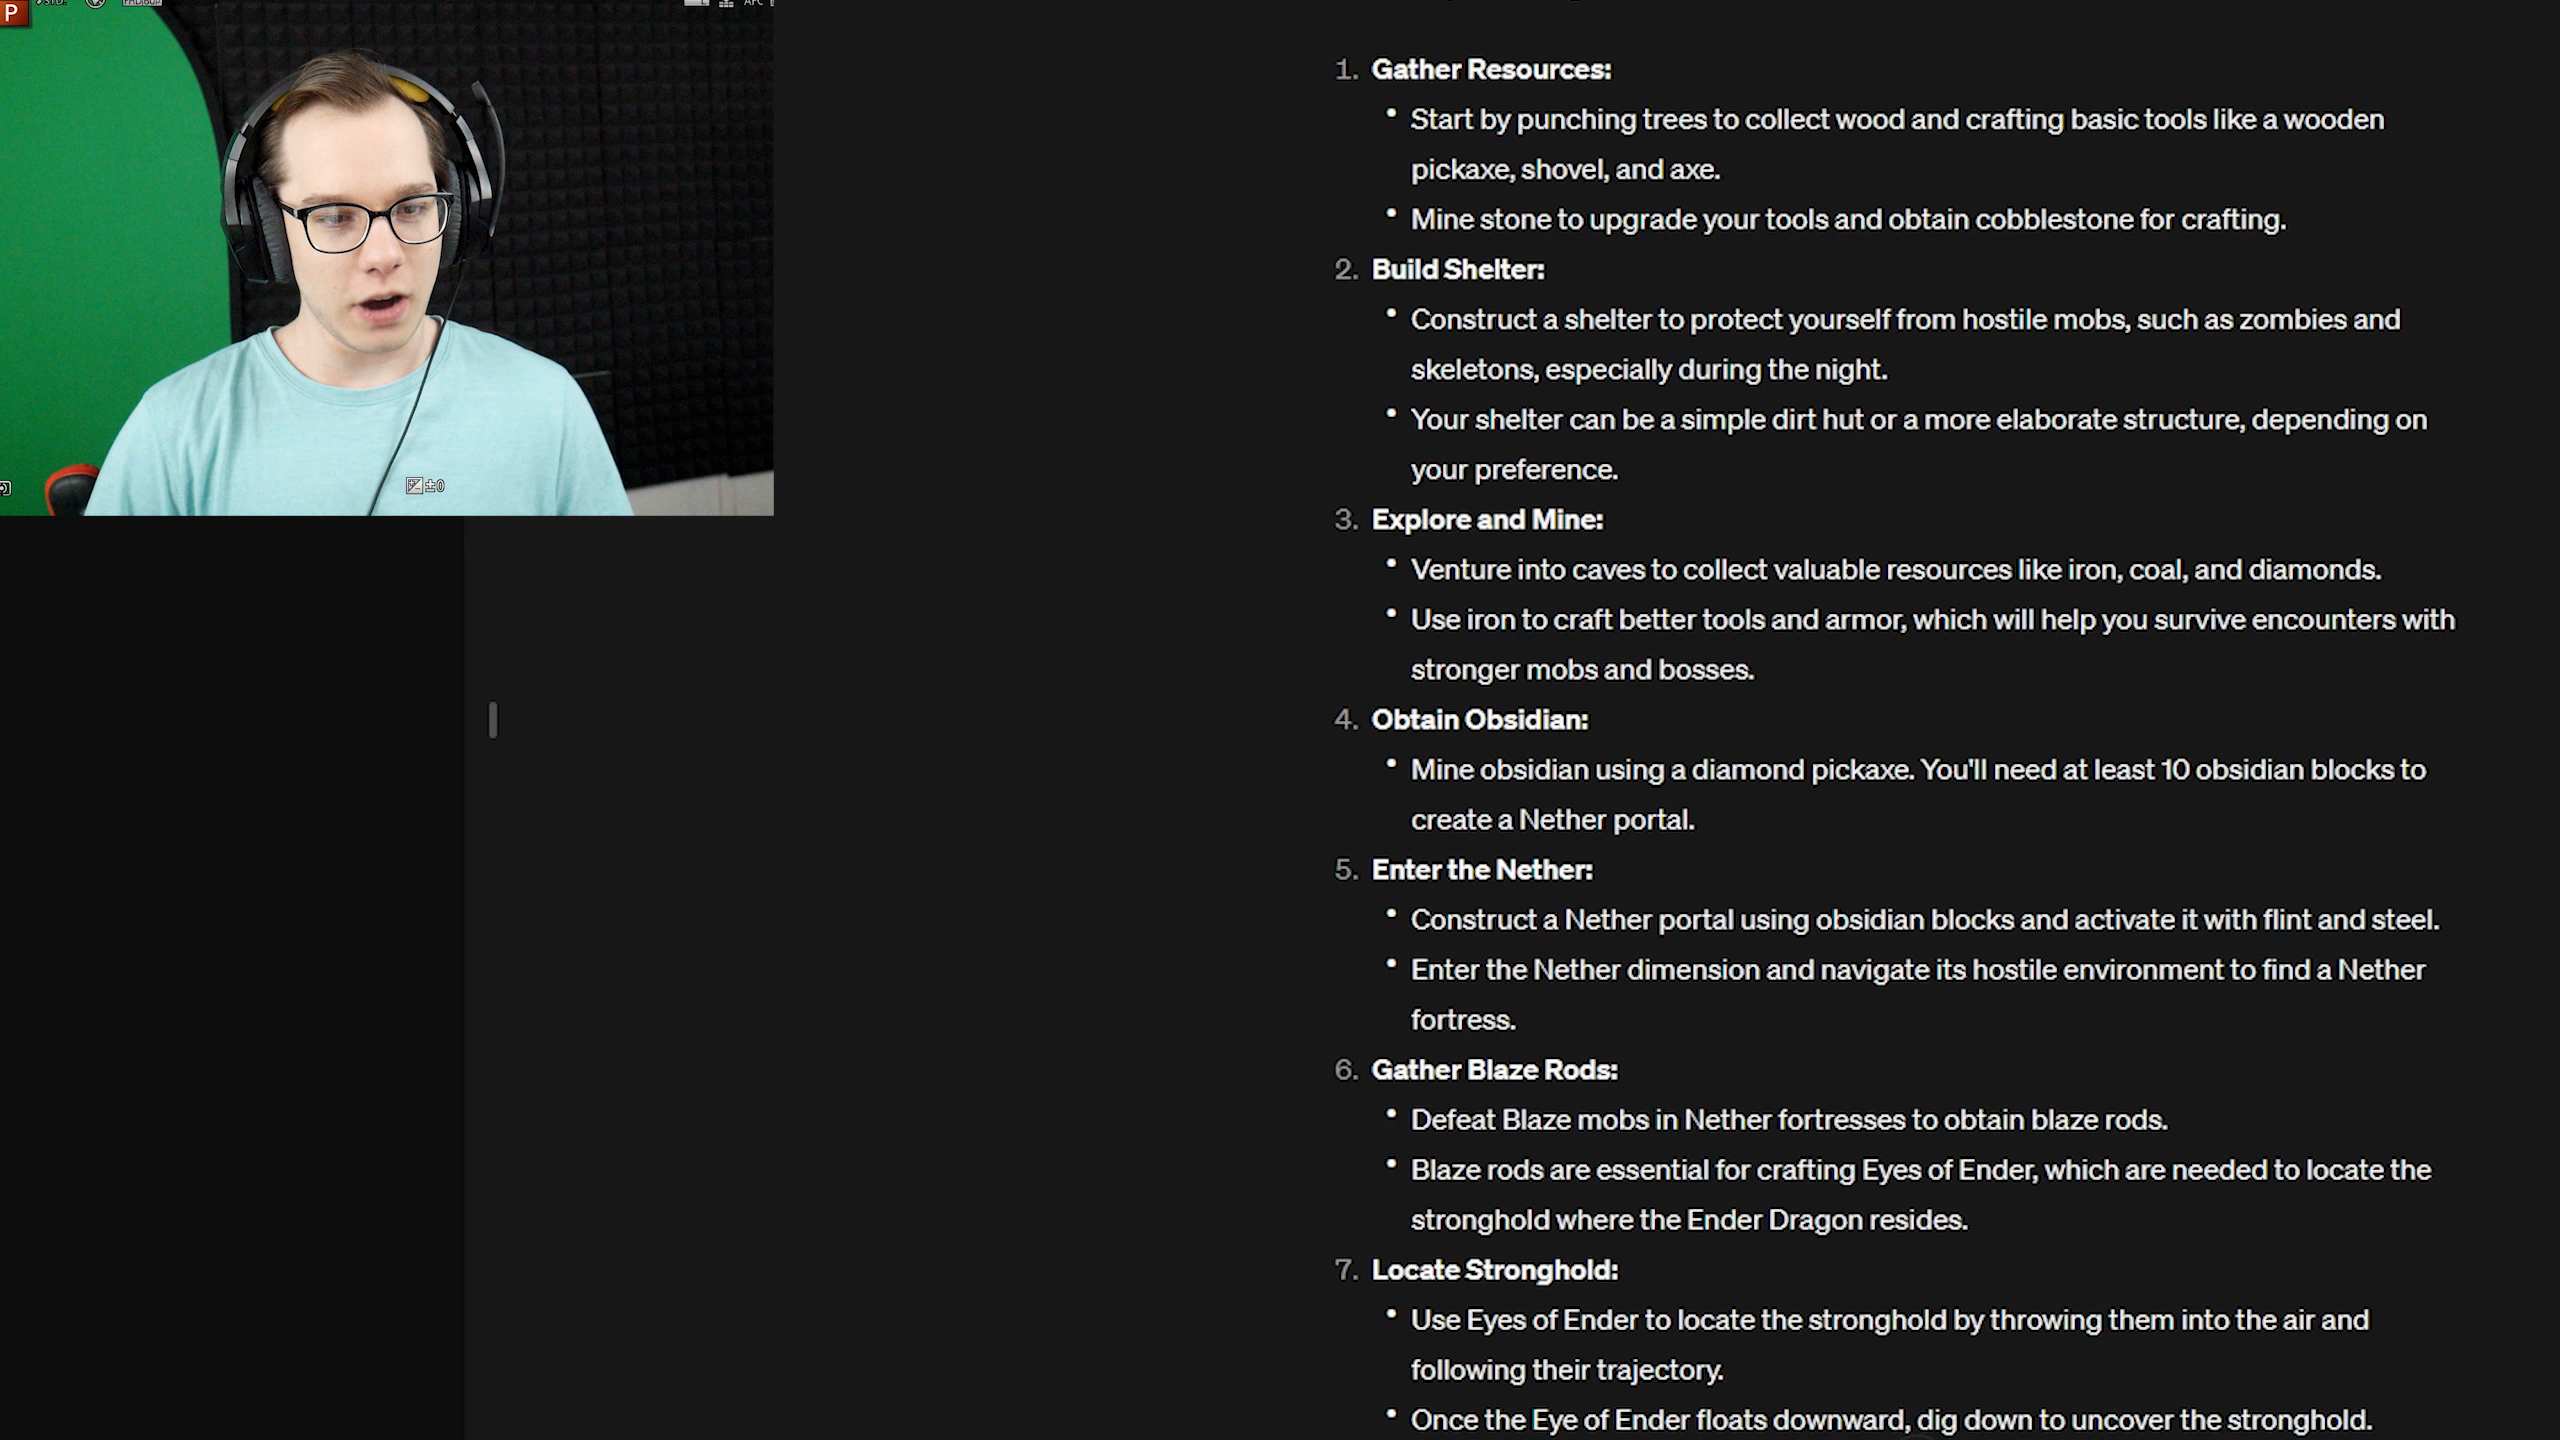 P
STD.
AFC
±0
1. Gather Resources:
• Start by punching trees to collect wood and crafting basic tools like a wooden
pickaxe, shovel, and axe.
• Mine stone to upgrade your tools and obtain cobblestone for crafting.
2. Build Shelter:
• Construct a shelter to protect yourself from hostile mobs, such as zombies and
skeletons, especially during the night.
• Your shelter can be a simple dirt hut or a more elaborate structure, depending on
your preference.
3. Explore and Mine:
• Venture into caves to collect valuable resources like iron, coal, and diamonds.
• Use iron to craft better tools and armor, which will help you survive encounters with
stronger mobs and bosses.
4. Obtain Obsidian:
• Mine obsidian using a diamond pickaxe. You'll need at least 10 obsidian blocks to
create a Nether portal.
5. Enter the Nether:
• Construct a Nether portal using obsidian blocks and activate it with flint and steel.
• Enter the Nether dimension and navigate its hostile environment to find a Nether
fortress.
6. Gather Blaze Rods:
• Defeat Blaze mobs in Nether fortresses to obtain blaze rods.
• Blaze rods are essential for crafting Eyes of Ender, which are needed to locate the
stronghold where the Ender Dragon resides.
7. Locate Stronghold:
• Use Eyes of Ender to locate the stronghold by throwing them into the air and
following their trajectory.
• Once the Eye of Ender floats downward, dig down to uncover the stronghold.